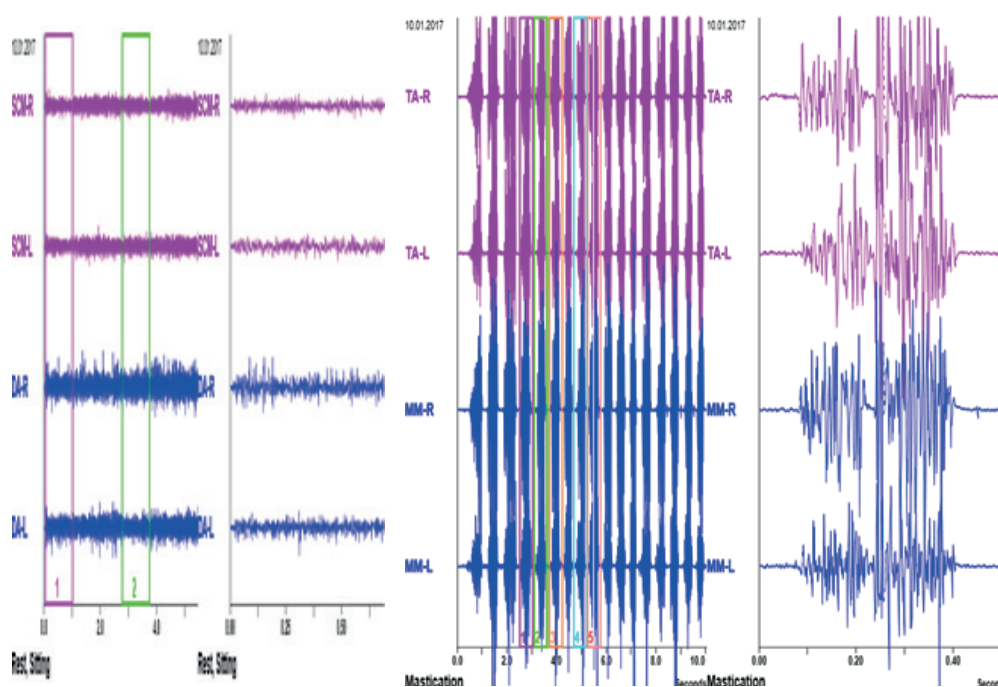 10.01.2017
SCM-R
SCM-L
DA-R
DA-L
1
2
0.0 2.0 4.0
Rest, Sitting
10.01.2017
SCM-R
SCM-L
DA-R
DA-L
0.00 0.25 0.50
Rest, Sitting
10.01.2017
TA-R
TA-L
MM-R
MM-L
1 2 3 4 5
0.0 2.0 4.0 6.0 8.0 10.0
Mastication
Seconds
10.01.2017
TA-R
TA-L
MM-R
MM-L
0.00 0.20 0.40
Mastication